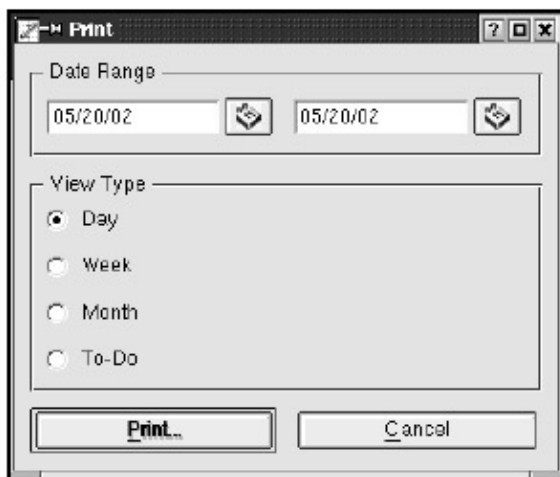 Print
Date Range
05/20/02 05/20/02
View Type
Day
Week
Month
To-Do
Print... Cancel